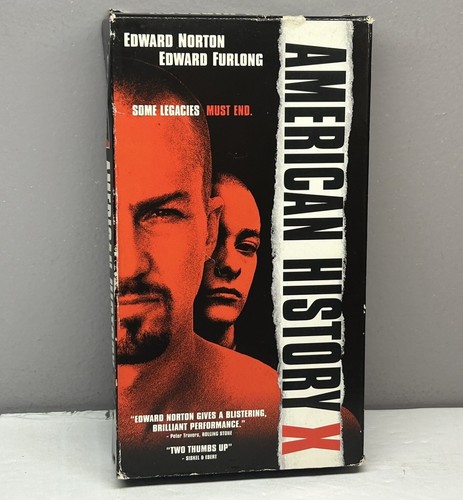 EDWARD NORTON
EDWARD FURLONG
SOME LEGACIES MUST END.
AMERICAN HISTORY X
"EDWARD NORTON GIVES A BLISTERING,
BRILLIANT PERFORMANCE."
- Peter Travers, ROLLING STONE
"TWO THUMBS UP"
- SISKEL & EBERT